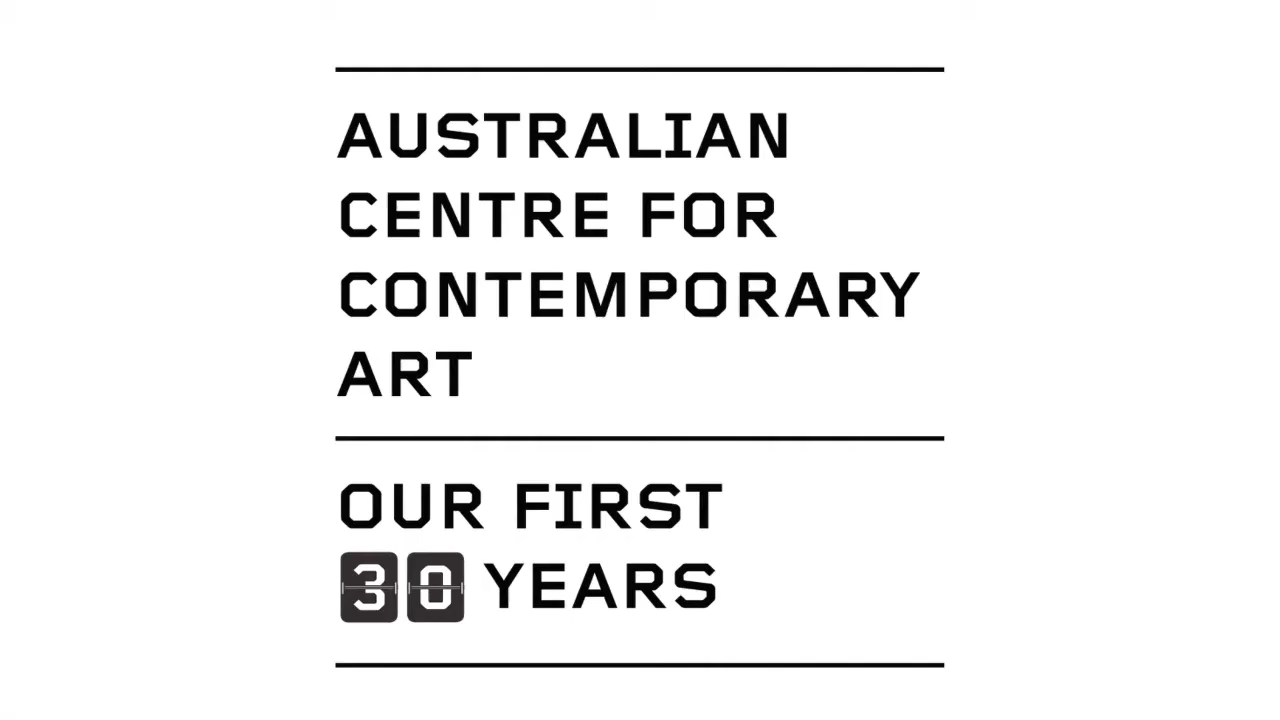 AUSTRALIAN
CENTRE FOR
CONTEMPORARY
ART
OUR FIRST
30 YEARS